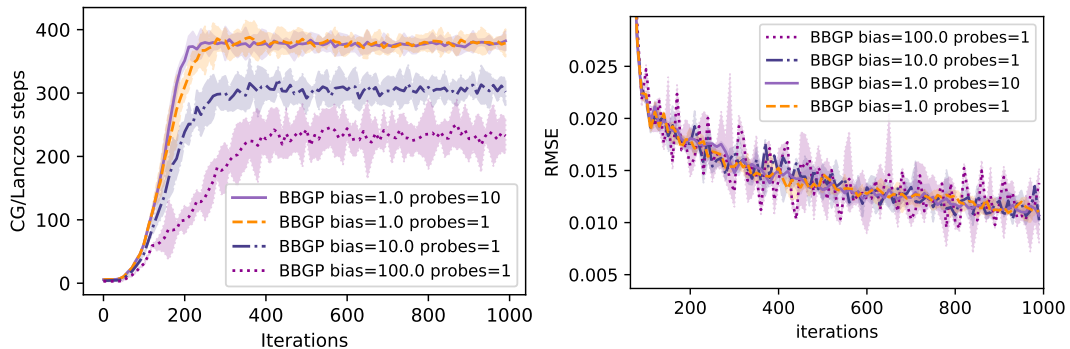 CG/Lanczos steps
400
300
200
100
0
BBGP bias=1.0 probes=10
BBGP bias=1.0 probes=1
BBGP bias=10.0 probes=1
BBGP bias=100.0 probes=1
0 200 400 600 800 1000
Iterations
RMSE
0.025
0.020
0.015
0.010
0.005
BBGP bias=100.0 probes=1
BBGP bias=10.0 probes=1
BBGP bias=1.0 probes=10
BBGP bias=1.0 probes=1
200 400 600 800 1000
iterations